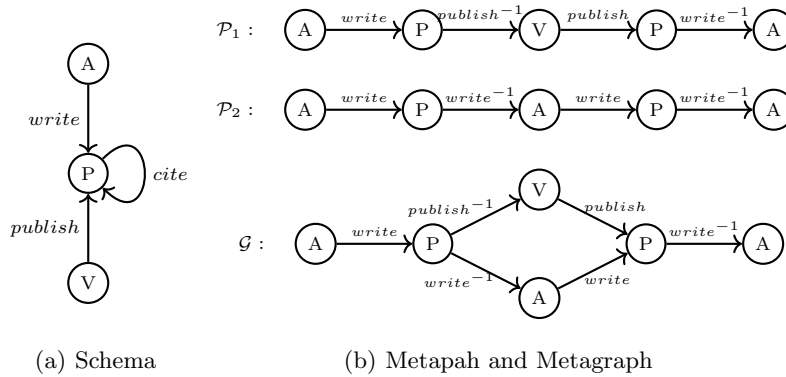 A
write
P
cite
publish
V
(a) Schema
𝒫₁ : A write P publish⁻¹ V publish P write⁻¹ A
𝒫₂ : A write P write⁻¹ A write P write⁻¹ A
V
publish⁻¹ publish
𝒢 : A write P P write⁻¹ A
write⁻¹ write
A
(b) Metapah and Metagraph